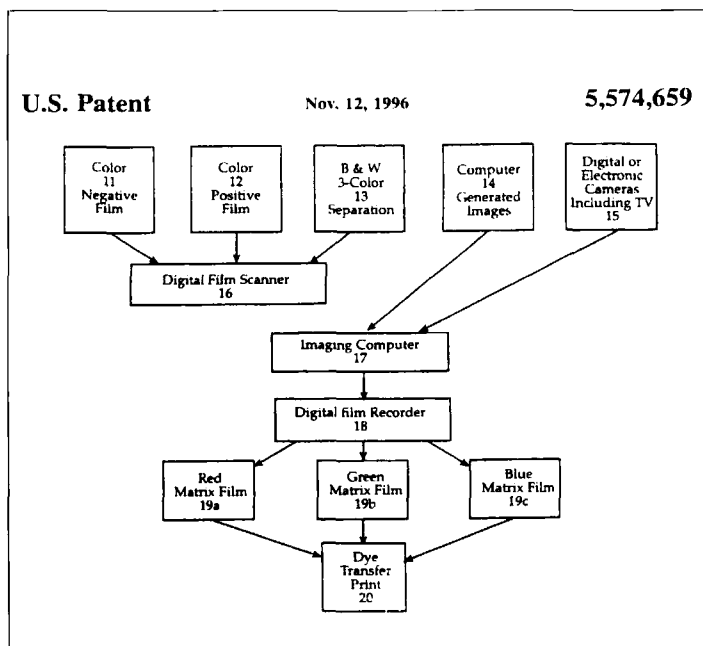 U.S. Patent Nov. 12, 1996 5,574,659
Color
11
Negative
Film
Color
12
Positive
Film
B & W
3-Color
13
Separation
Computer
14
Generated
Images
Digital or
Electronic
Cameras
Including TV
15
Digital Film Scanner
16
Imaging Computer
17
Digital film Recorder
18
Red
Matrix Film
19a
Green
Matrix Film
19b
Blue
Matrix Film
19c
Dye
Transfer
Print
20